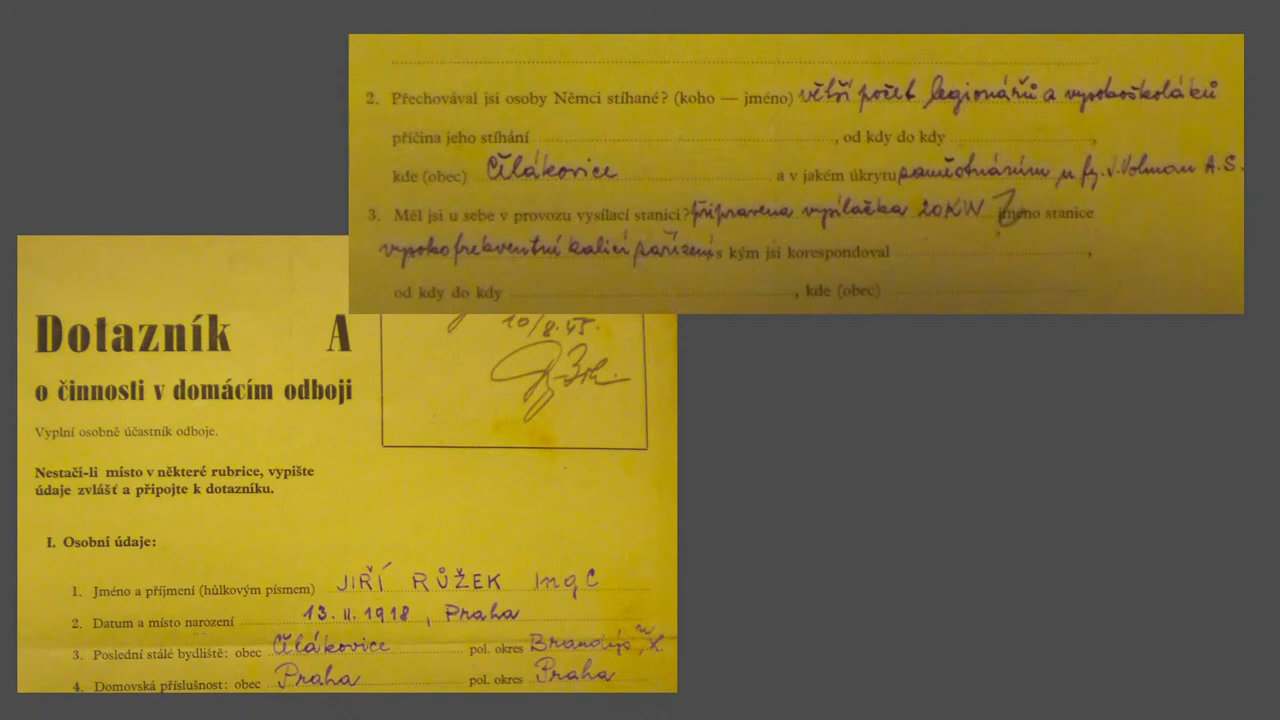 2. Přechovával jsi osoby Němci stíhané? (koho — jméno) větší počet legionářů a vysokoškoláků
příčina jeho stíhání , od kdy do kdy ,
kde (obec) Čelákovice a v jakém úkrytu zaměstnáním u fy. J. Volman A.S.
3. Měl jsi u sebe v provozu vysílací stanici? připravena vysílačka 20KW jméno stanice
vysokofrekventní kalicí zařízení s kým jsi korespondoval ,
od kdy do kdy , kde (obec)
10/8.45.
Dotazník A
o činnosti v domácím odboji
Vyplní osobně účastník odboje.
Nestačí-li místo v některé rubrice, vypište
údaje zvlášť a připojte k dotazníku.
I. Osobní údaje:
1. Jméno a příjmení (hůlkovým písmem) JIŘÍ RŮŽEK IngC
2. Datum a místo narození 13. II. 1918, Praha
3. Poslední stálé bydliště: obec Čelákovice pol. okres Brandýs n. L.
4. Domovská příslušnost: obec Praha pol. okres Praha